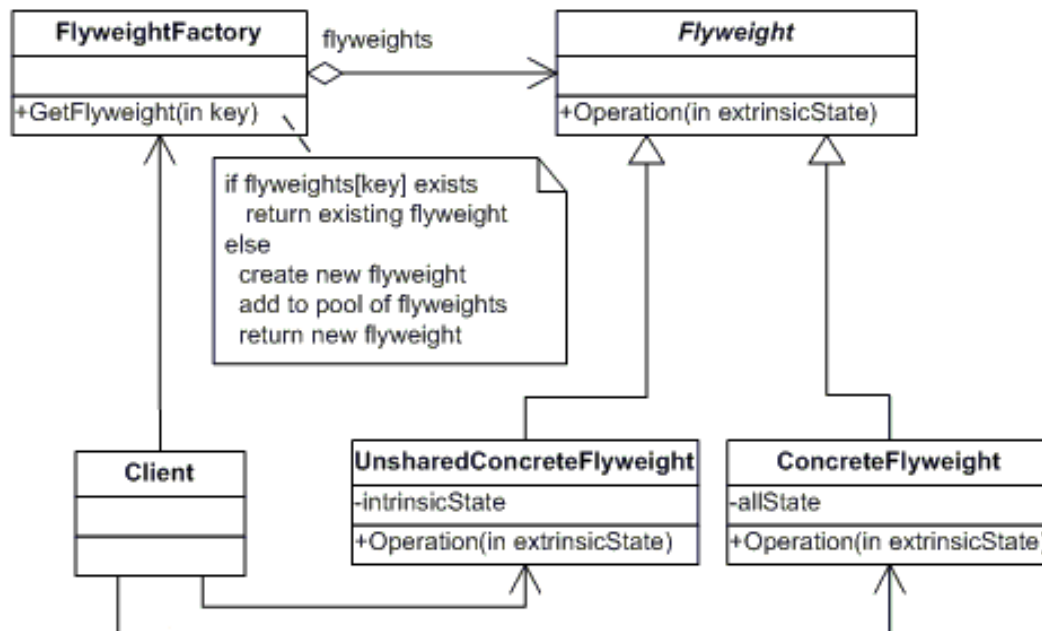 FlyweightFactory
+GetFlyweight(in key)
flyweights
Flyweight
+Operation(in extrinsicState)
if flyweights[key] exists
return existing flyweight
else
create new flyweight
add to pool of flyweights
return new flyweight
Client
UnsharedConcreteFlyweight
-intrinsicState
+Operation(in extrinsicState)
ConcreteFlyweight
-allState
+Operation(in extrinsicState)